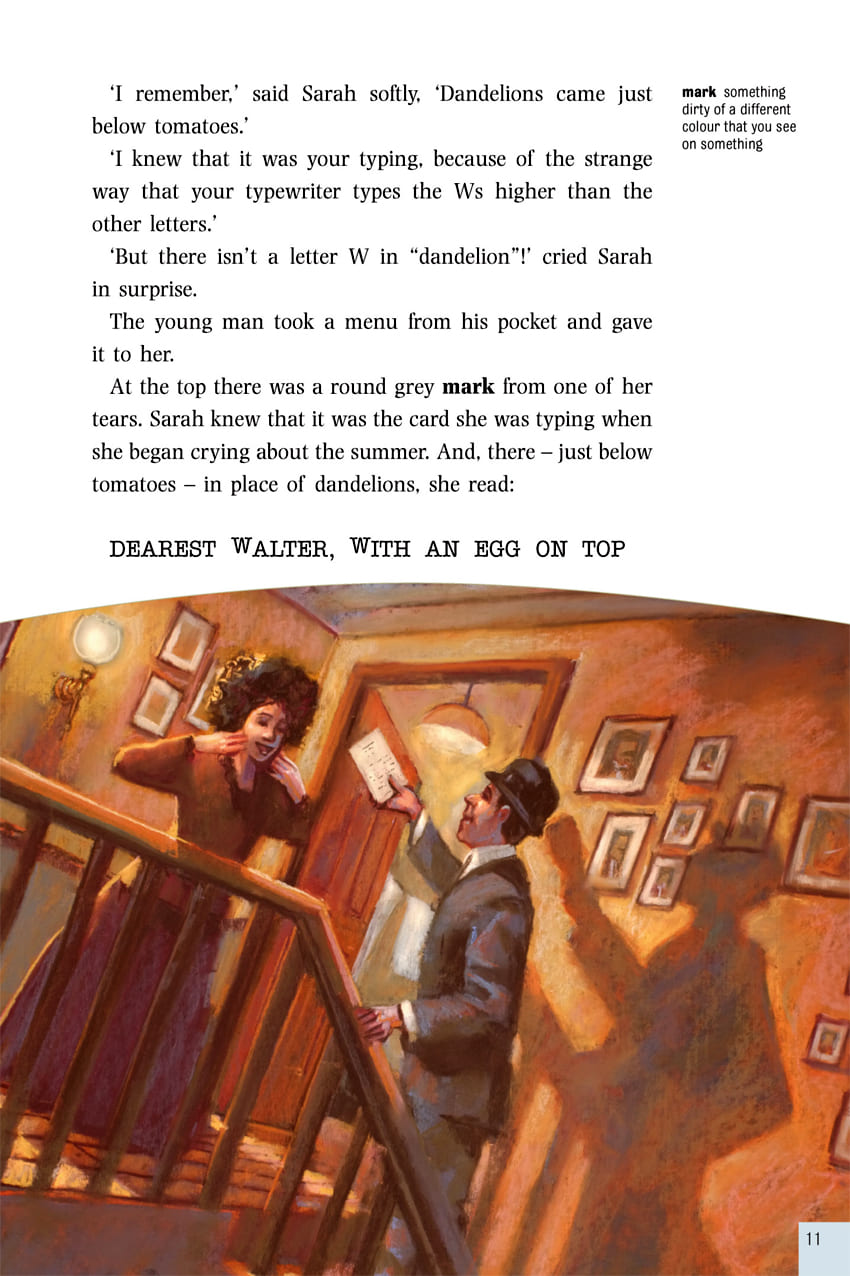 ‘I remember,’ said Sarah softly, ‘Dandelions came just
below tomatoes.’
‘I knew that it was your typing, because of the strange
way that your typewriter types the Ws higher than the
other letters.’
‘But there isn’t a letter W in “dandelion”!’ cried Sarah
in surprise.
The young man took a menu from his pocket and gave
it to her.
At the top there was a round grey mark from one of her
tears. Sarah knew that it was the card she was typing when
she began crying about the summer. And, there – just below
tomatoes – in place of dandelions, she read:
DEAREST WALTER, WITH AN EGG ON TOP
mark something
dirty of a different
colour that you see
on something
11